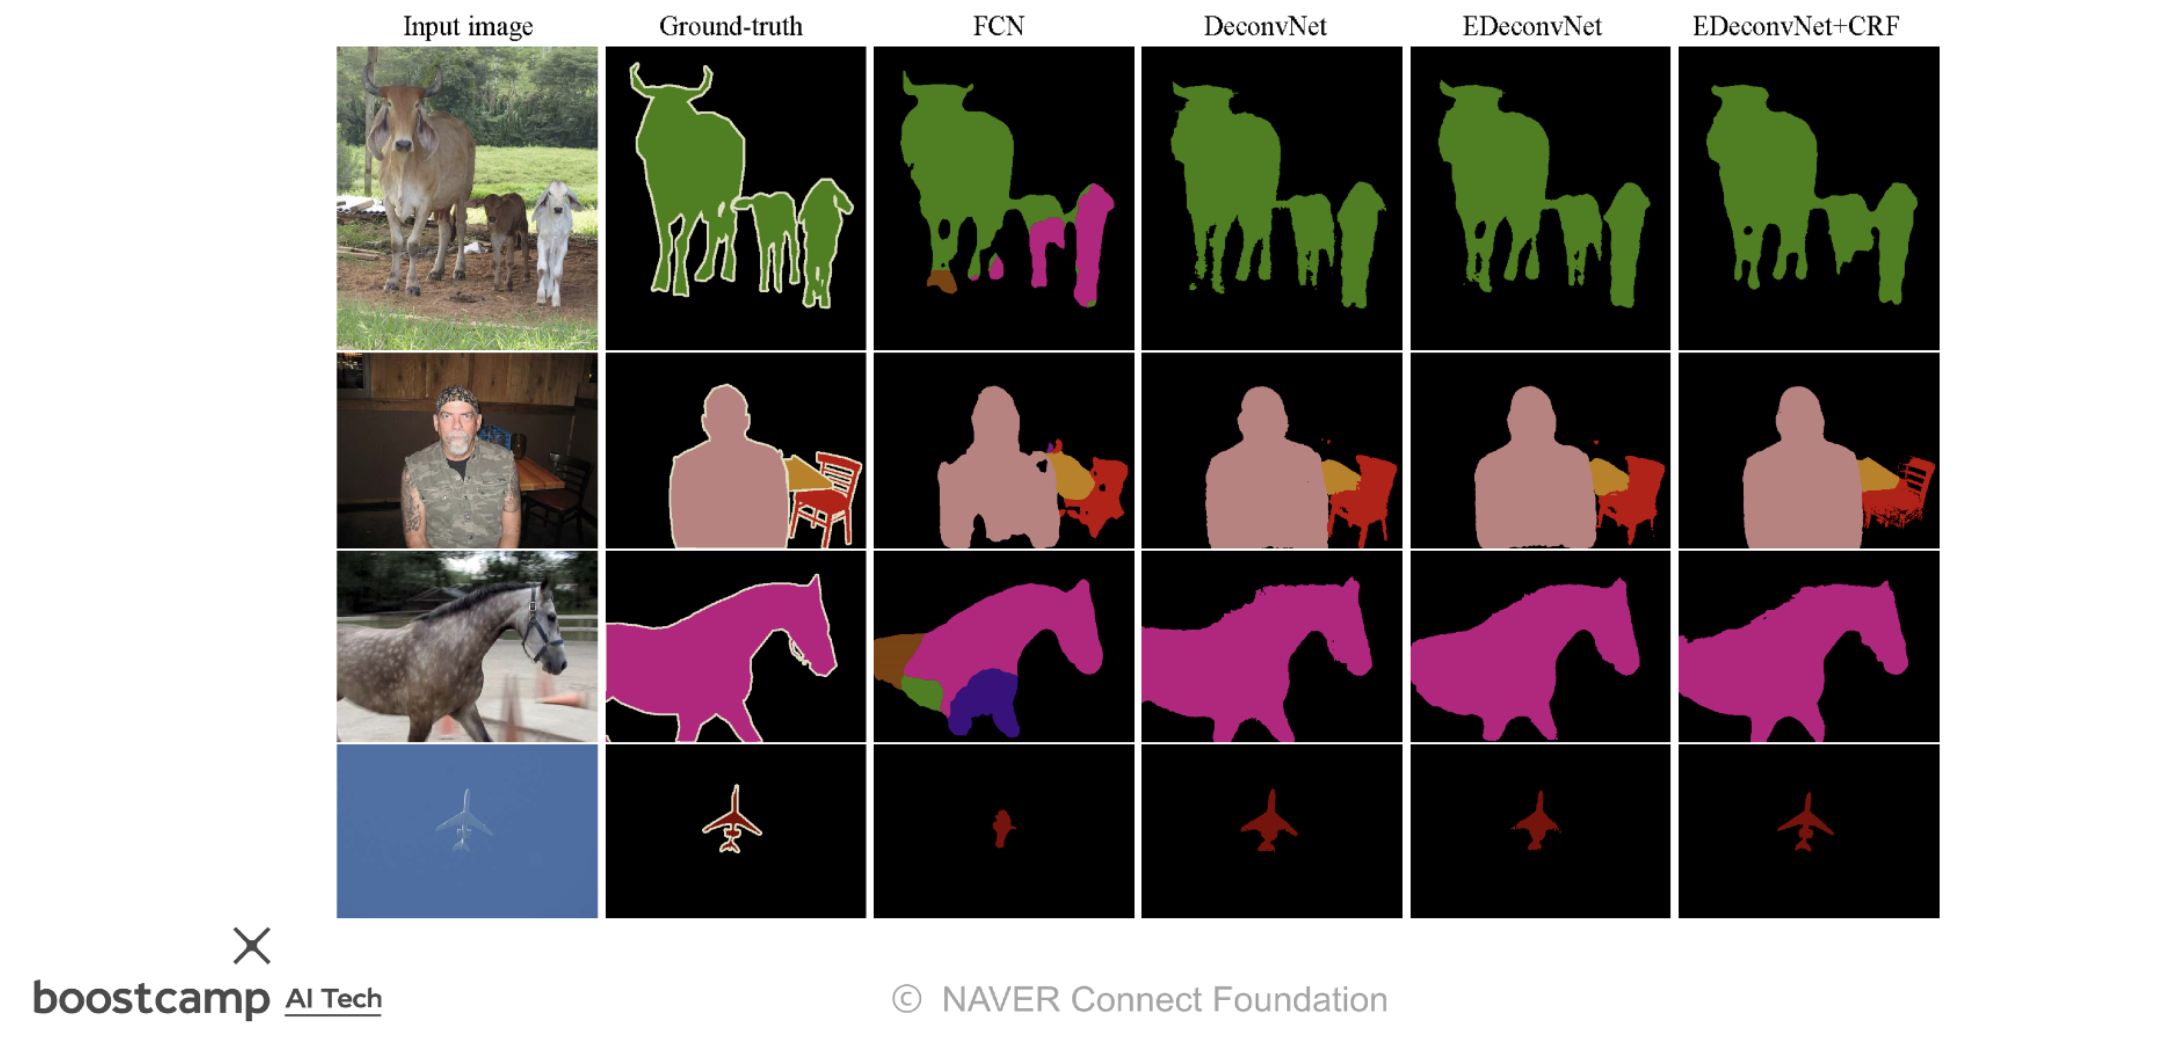 Input image Ground-truth FCN DeconvNet EDeconvNet EDeconvNet+CRF
boostcamp AI Tech
© NAVER Connect Foundation